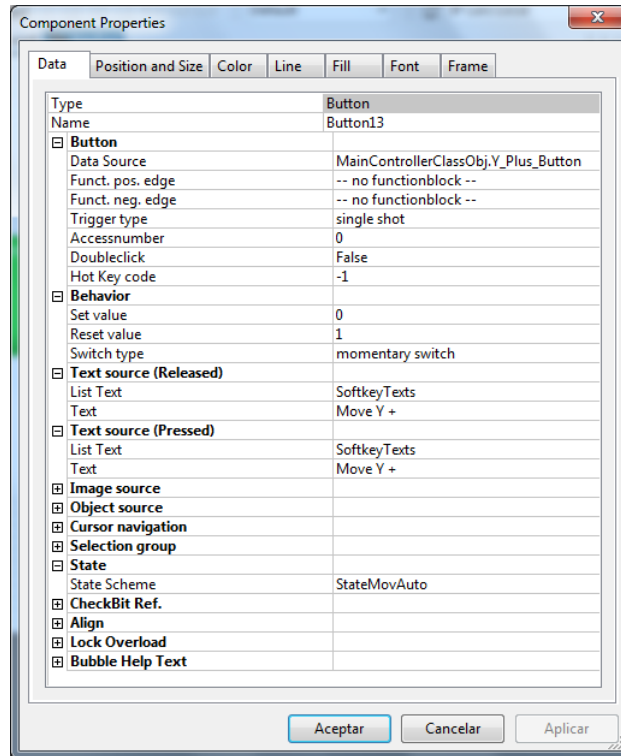 Component Properties
Data Position and Size Color Line Fill Font Frame
Type Button
Name Button13
Button
Data Source MainControllerClassObj.Y_Plus_Button
Funct. pos. edge -- no functionblock --
Funct. neg. edge -- no functionblock --
Trigger type single shot
Accessnumber 0
Doubleclick False
Hot Key code -1
Behavior
Set value 0
Reset value 1
Switch type momentary switch
Text source (Released)
List Text SoftkeyTexts
Text Move Y +
Text source (Pressed)
List Text SoftkeyTexts
Text Move Y +
Image source
Object source
Cursor navigation
Selection group
State
State Scheme StateMovAuto
CheckBit Ref.
Align
Lock Overload
Bubble Help Text
Aceptar Cancelar Aplicar